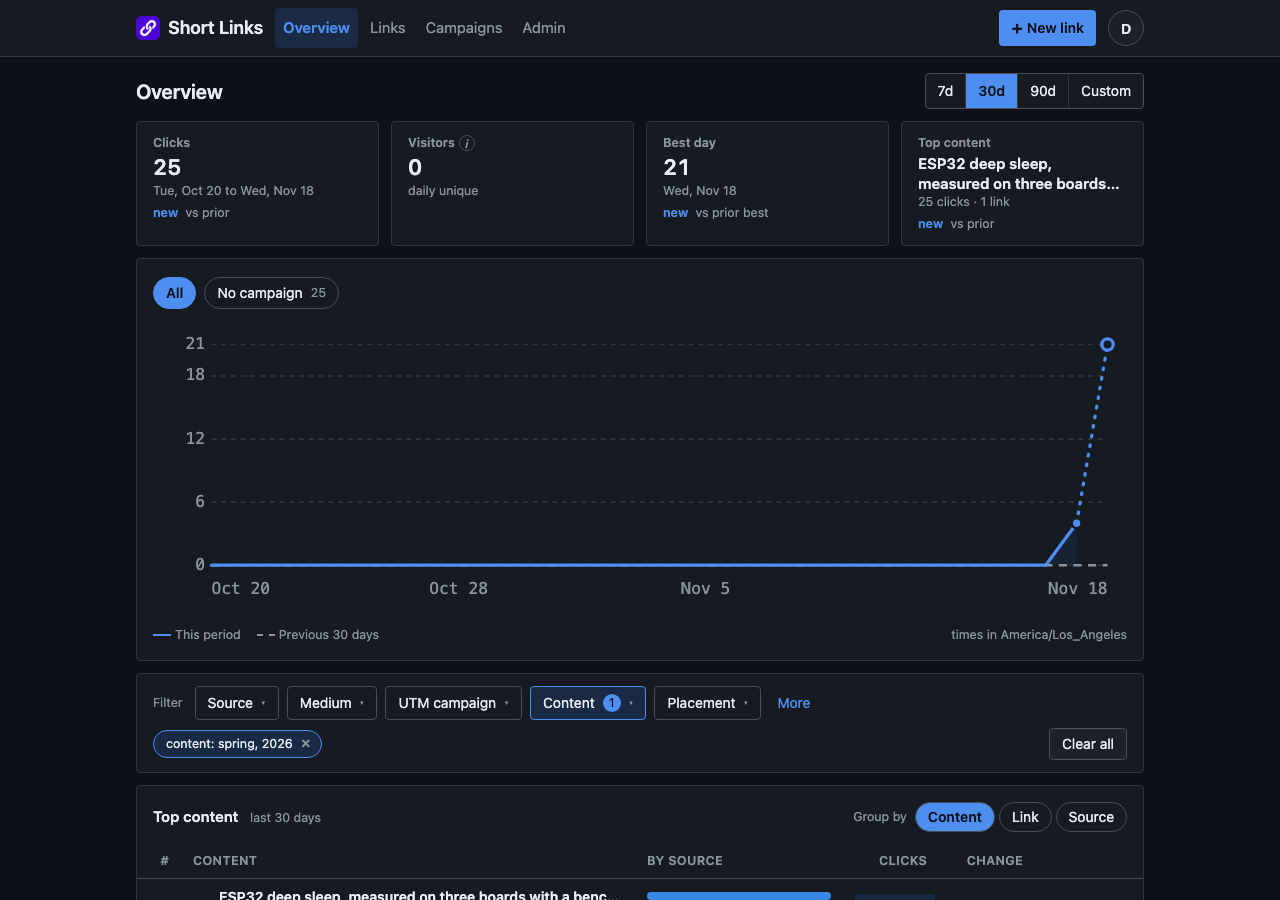 Short Links
Overview
Links
Campaigns
Admin
+ New link
D
Overview
7d
30d
90d
Custom
Clicks
25
Tue, Oct 20 to Wed, Nov 18
new vs prior
Visitors i
0
daily unique
Best day
21
Wed, Nov 18
new vs prior best
Top content
ESP32 deep sleep,
measured on three boards...
25 clicks · 1 link
new vs prior
All
No campaign 25
21
18
12
6
0
Oct 20
Oct 28
Nov 5
Nov 18
This period
Previous 30 days
times in America/Los_Angeles
Filter
Source
Medium
UTM campaign
Content 1
Placement
More
content: spring, 2026 ×
Clear all
Top content last 30 days
Group by
Content
Link
Source
# CONTENT BY SOURCE CLICKS CHANGE
ESP32 deep sleep, measured on three boards with a benc...